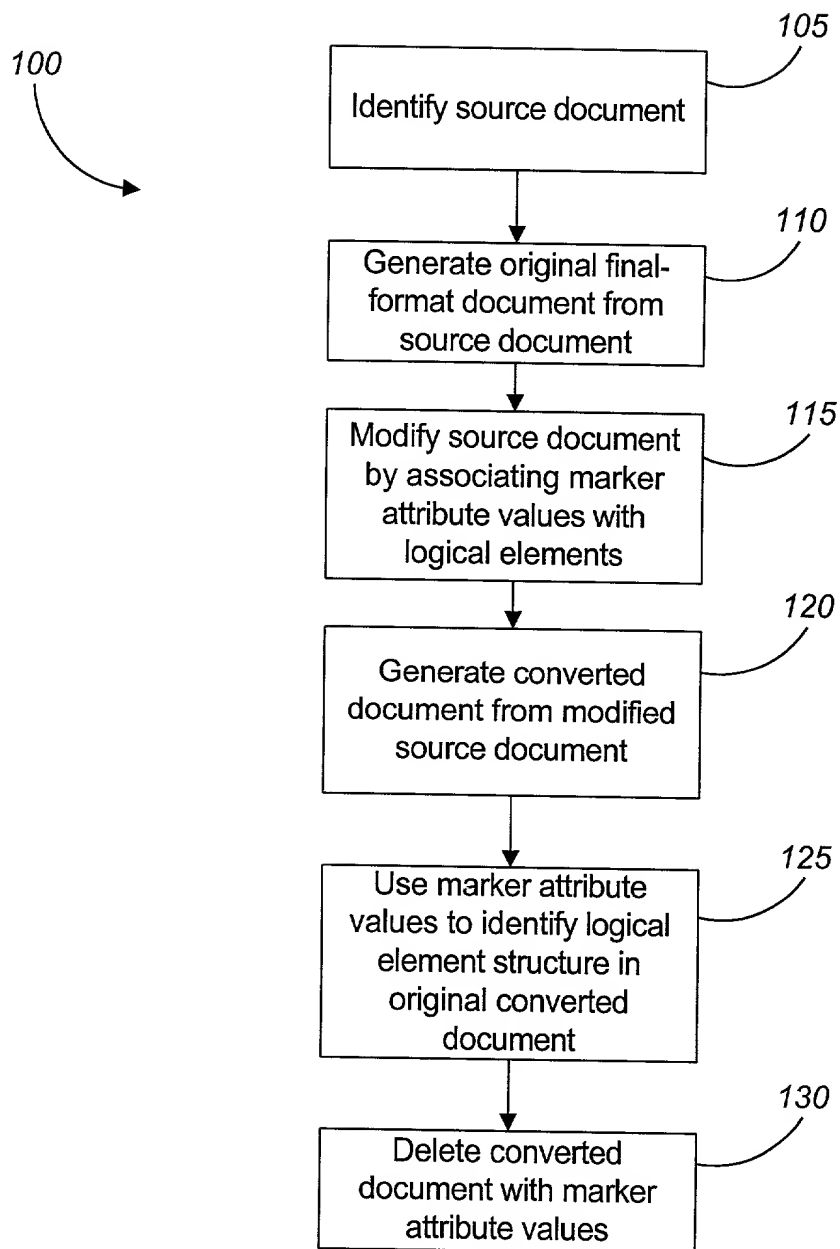 105
100
Identify source document
110
Generate original final-
format document from
source document
115
Modify source document
by associating marker
attribute values with
logical elements
120
Generate converted
document from modified
source document
125
Use marker attribute
values to identify logical
element structure in
original converted
document
130
Delete converted
document with marker
attribute values